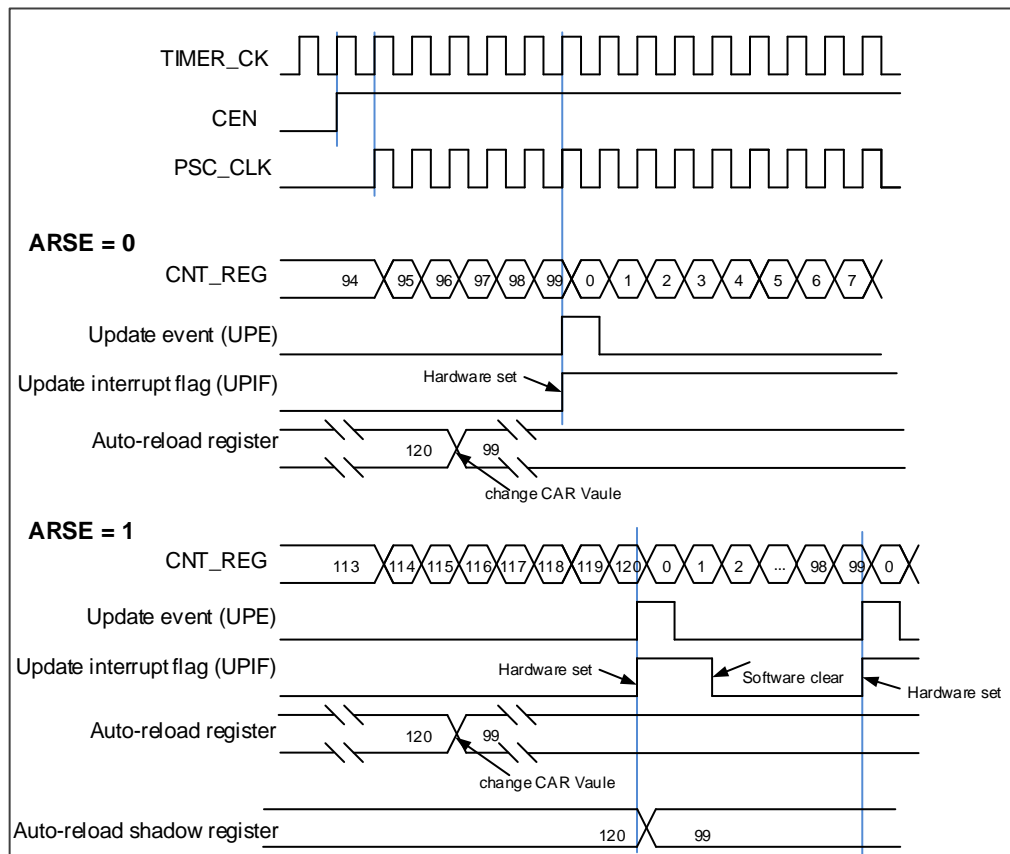 TIMER_CK
CEN
PSC_CLK
ARSE = 0
CNT_REG 94 95 96 97 98 99 0 1 2 3 4 5 6 7
Update event (UPE)
Update interrupt flag (UPIF) Hardware set
Auto-reload register 120 99
change CAR Vaule
ARSE = 1
CNT_REG 113 114 115 116 117 118 119 120 0 1 2 ... 98 99 0
Update event (UPE)
Update interrupt flag (UPIF) Hardware set Software clear Hardware set
Auto-reload register 120 99
change CAR Vaule
Auto-reload shadow register 120 99